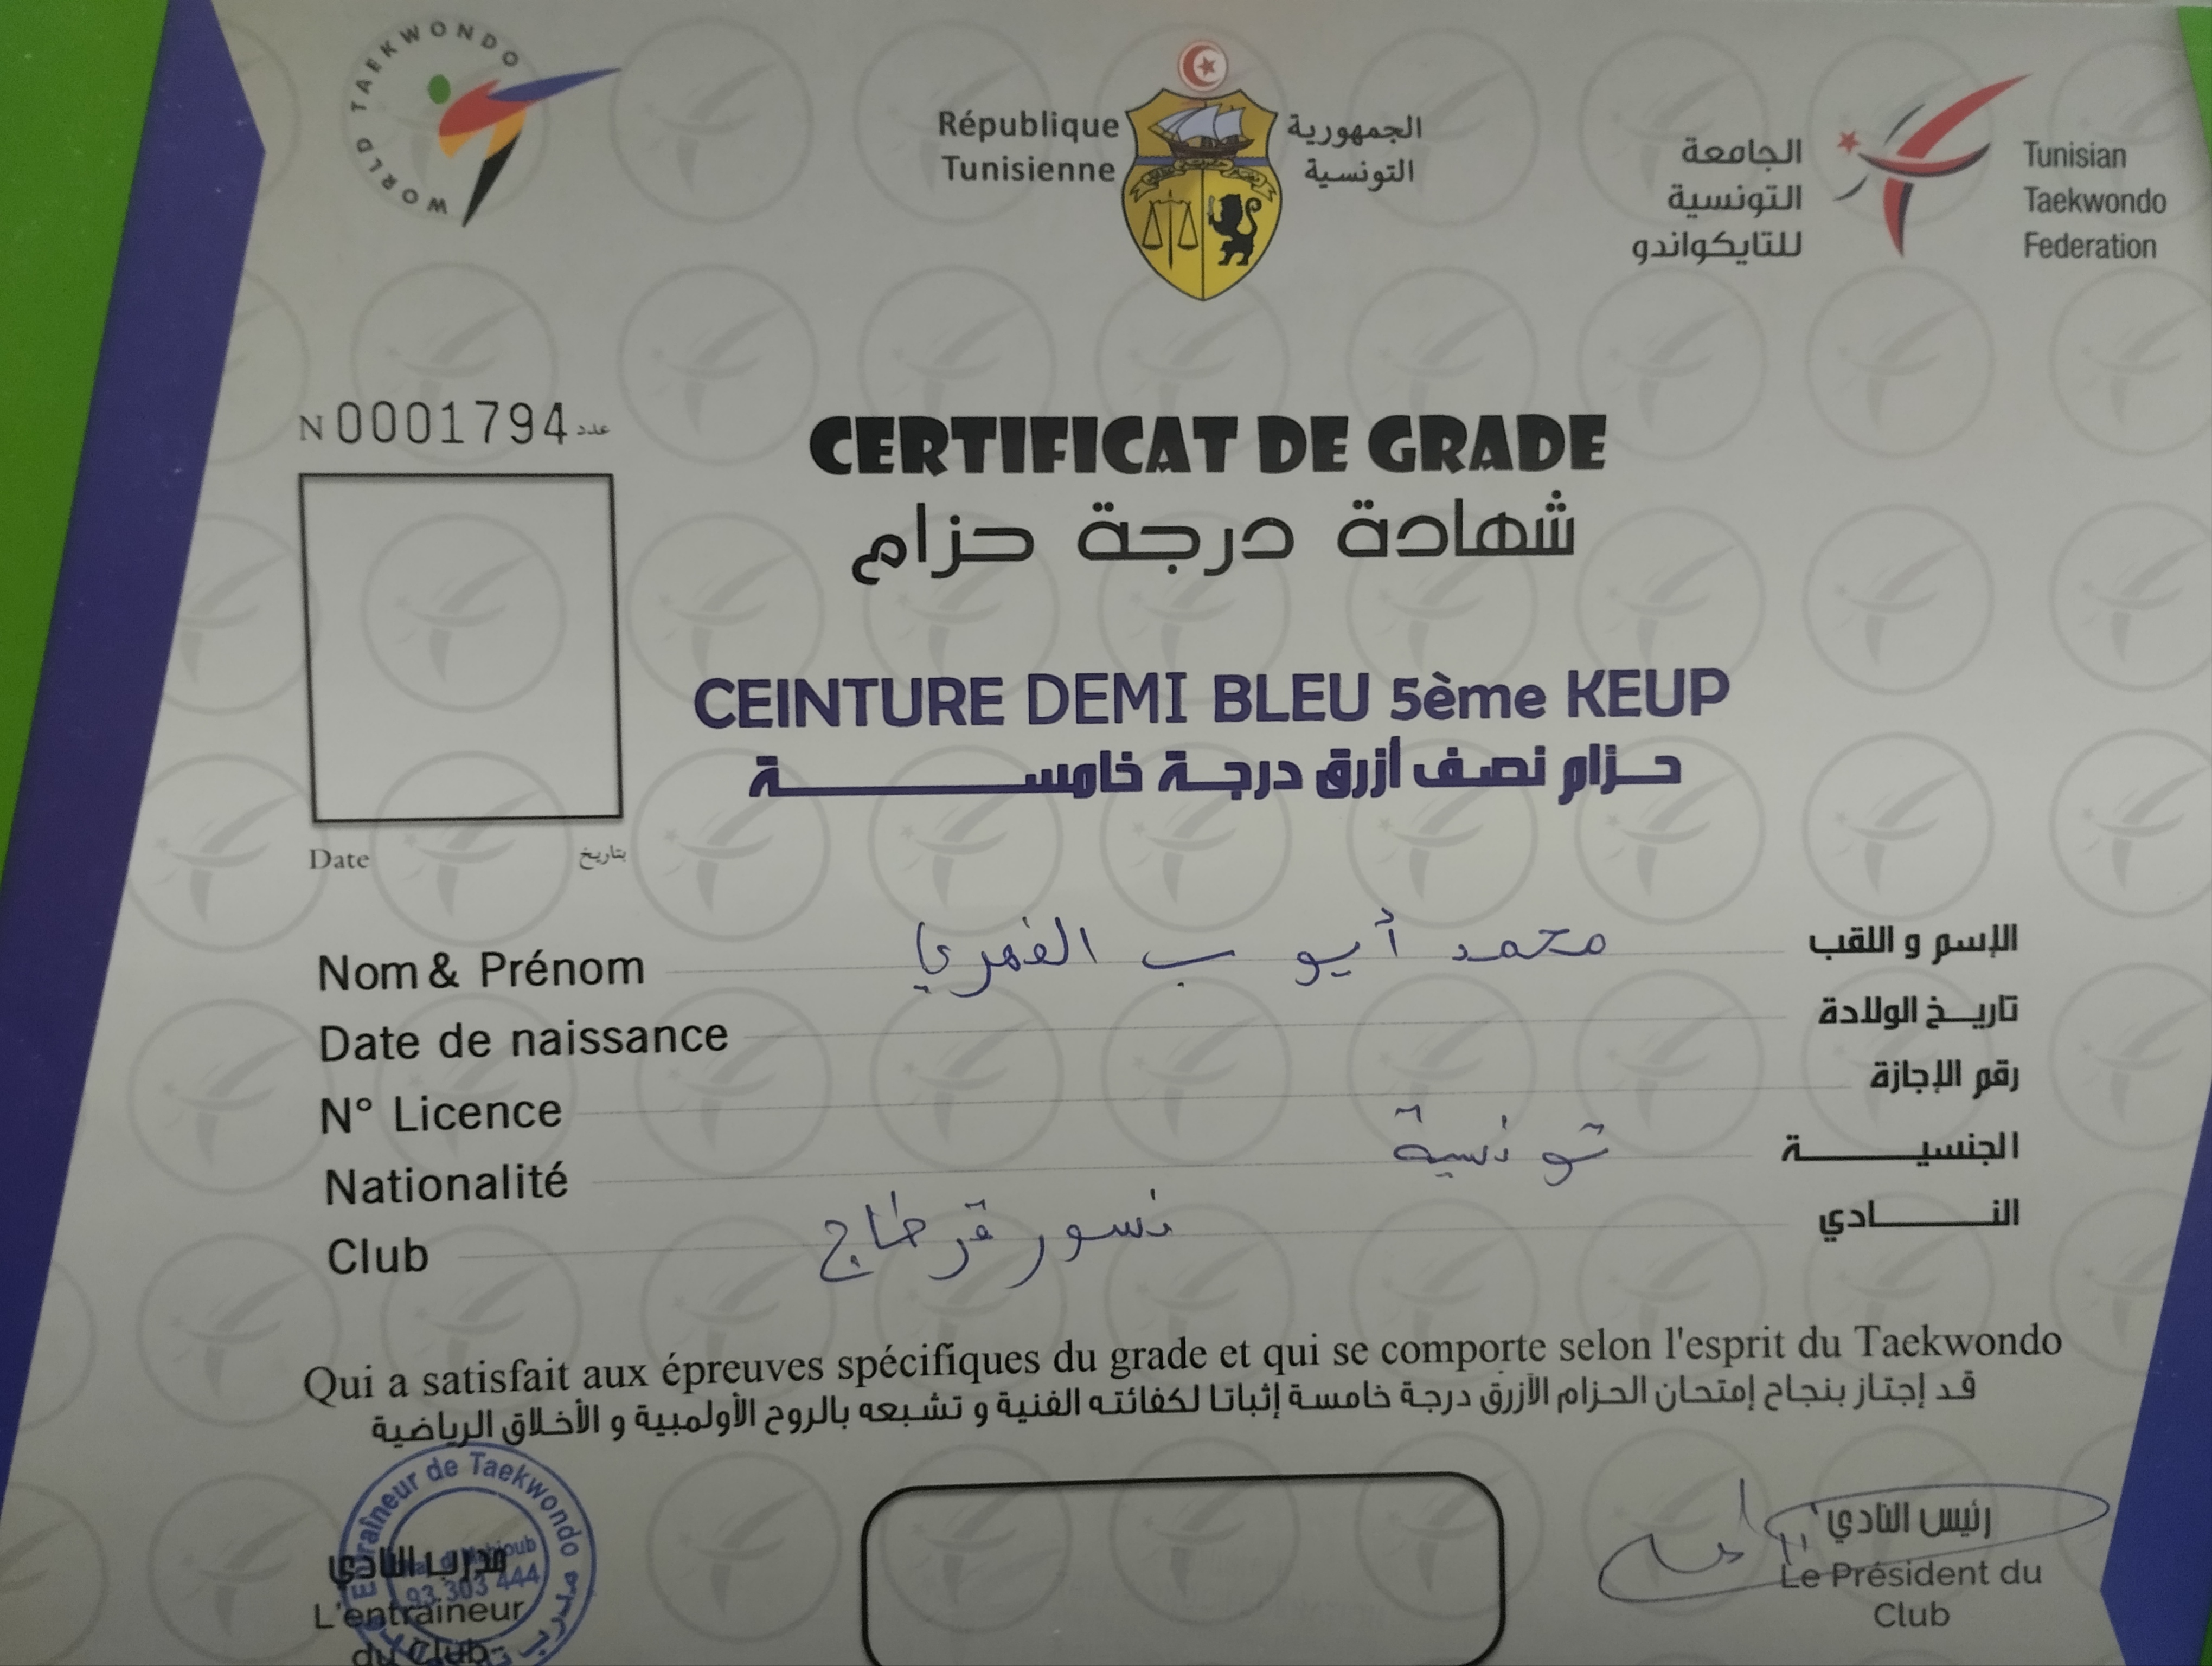 WORLD TAEKWONDO
République
Tunisienne
الجمهورية
التونسية
الجامعة
التونسية
للتايكواندو
Tunisian
Taekwondo
Federation
N 0001794 عدد
CERTIFICAT DE GRADE
شهادة درجة حزام
CEINTURE DEMI BLEU 5ème KEUP
حزام نصف أزرق درجة خامسة
Date بتاريخ
Nom & Prénom محمد أيوب الفهري الإسم و اللقب
Date de naissance تاريخ الولادة
N° Licence رقم الإجازة
Nationalité تونسية الجنسية
Club نسور قرطاج النادي
Qui a satisfait aux épreuves spécifiques du grade et qui se comporte selon l'esprit du Taekwondo
قد إجتاز بنجاح إمتحان الحزام الأزرق درجة خامسة إثباتا لكفائته الفنية و تشبعه بالروح الأولمبية و الأخلاق الرياضية
Entraîneur de Taekwondo
93 303 444
مدرب النادي
L'entraineur
du Club
رئيس النادي
Le Président du
Club